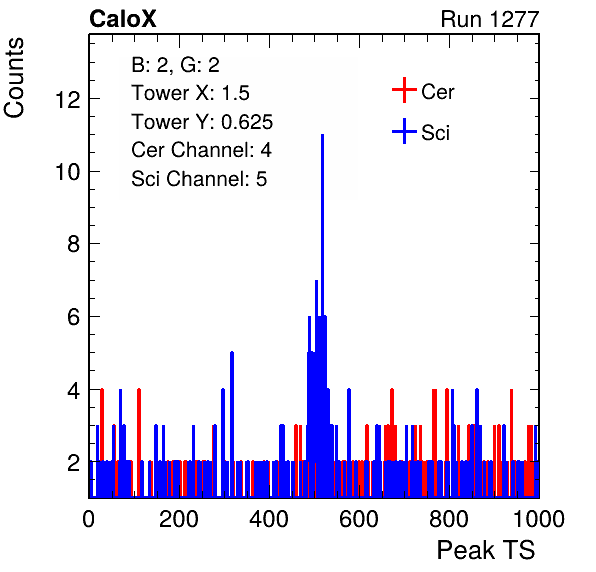 CaloX Run 1277
Counts
B: 2, G: 2
Tower X: 1.5
Tower Y: 0.625
Cer Channel: 4
Sci Channel: 5
Cer
Sci
12
10
8
6
4
2
0 200 400 600 800 1000
Peak TS